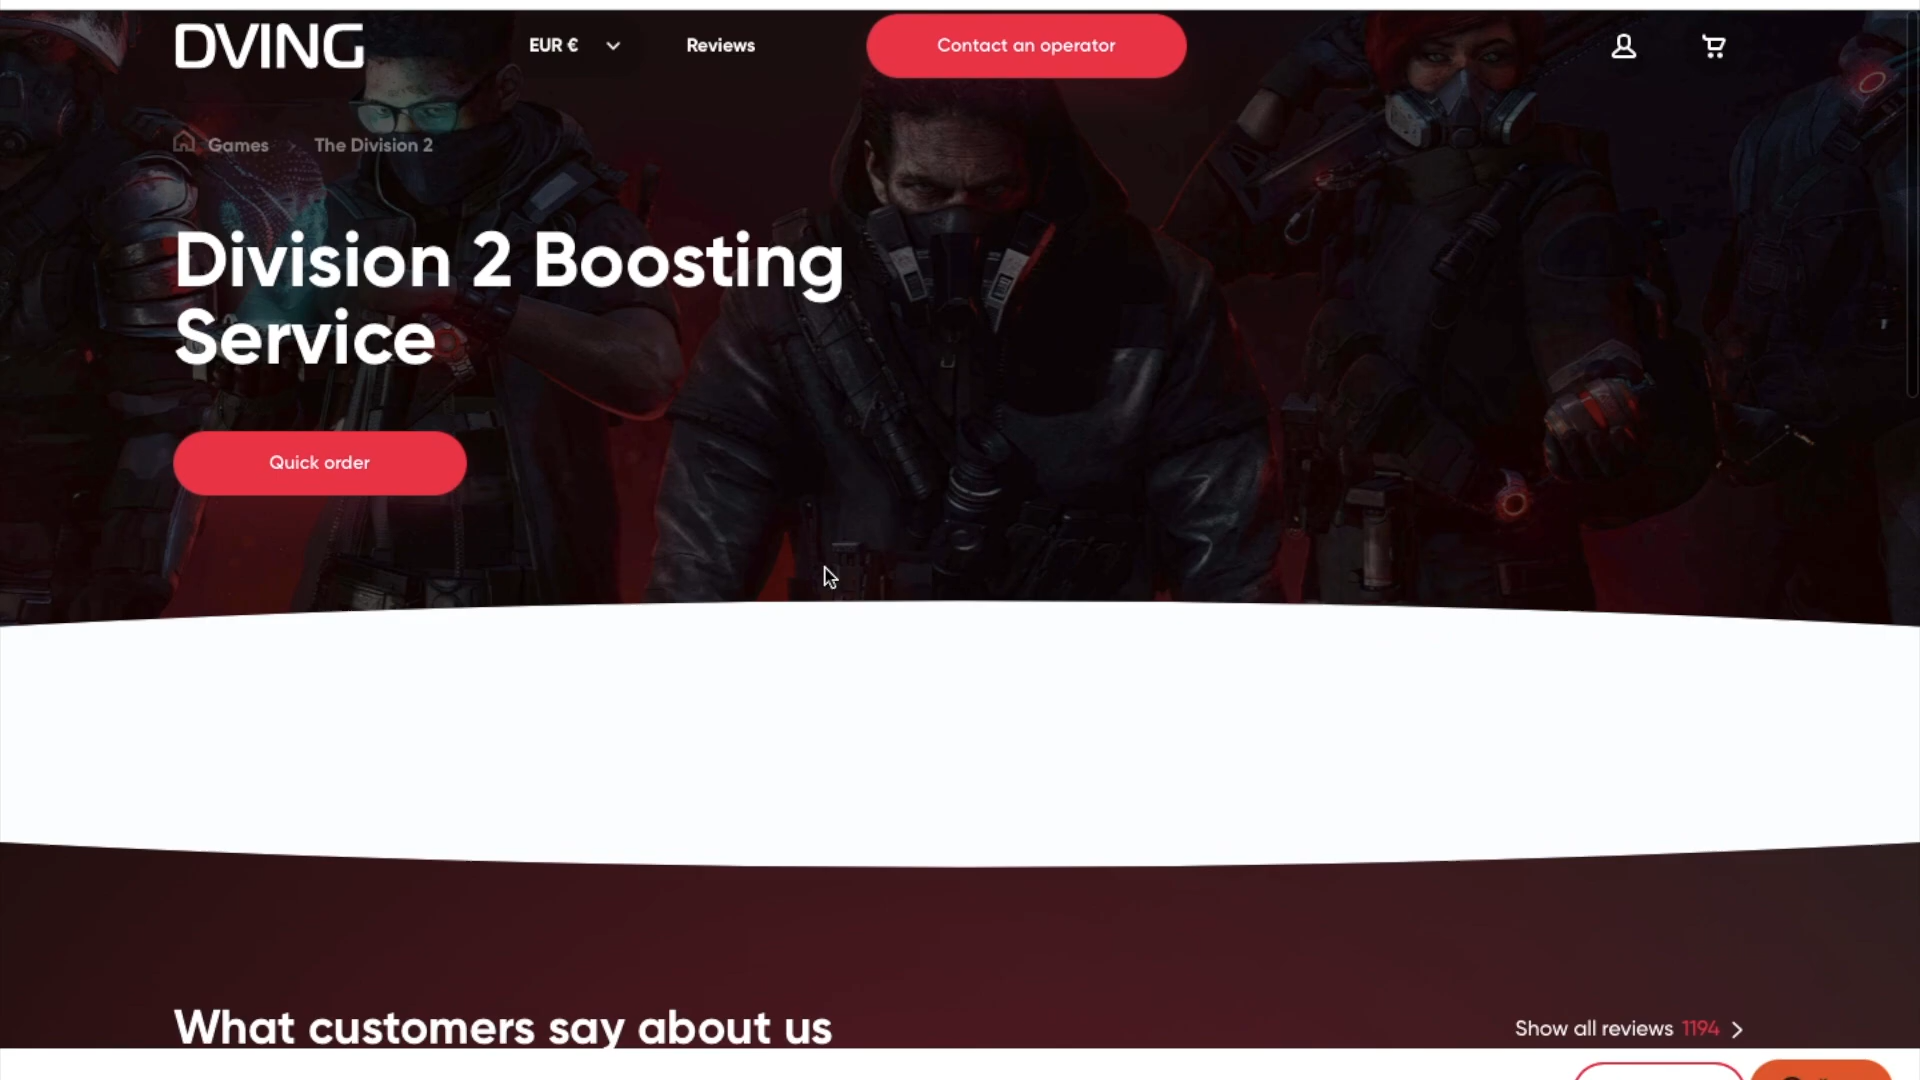 DVING
EUR €
Reviews
Contact an operator
Games
The Division 2
Division 2 Boosting
Service
Quick order
What customers say about us
Show all reviews 1194